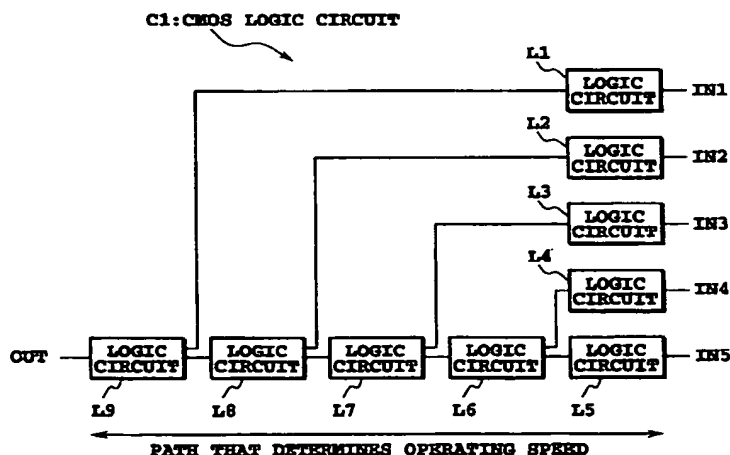 C1:CMOS LOGIC CIRCUIT
L1
LOGIC
CIRCUIT
IN1
L2
LOGIC
CIRCUIT
IN2
L3
LOGIC
CIRCUIT
IN3
L4
LOGIC
CIRCUIT
IN4
OUT
LOGIC
CIRCUIT
LOGIC
CIRCUIT
LOGIC
CIRCUIT
LOGIC
CIRCUIT
LOGIC
CIRCUIT
IN5
L9
L8
L7
L6
L5
PATH THAT DETERMINES OPERATING SPEED